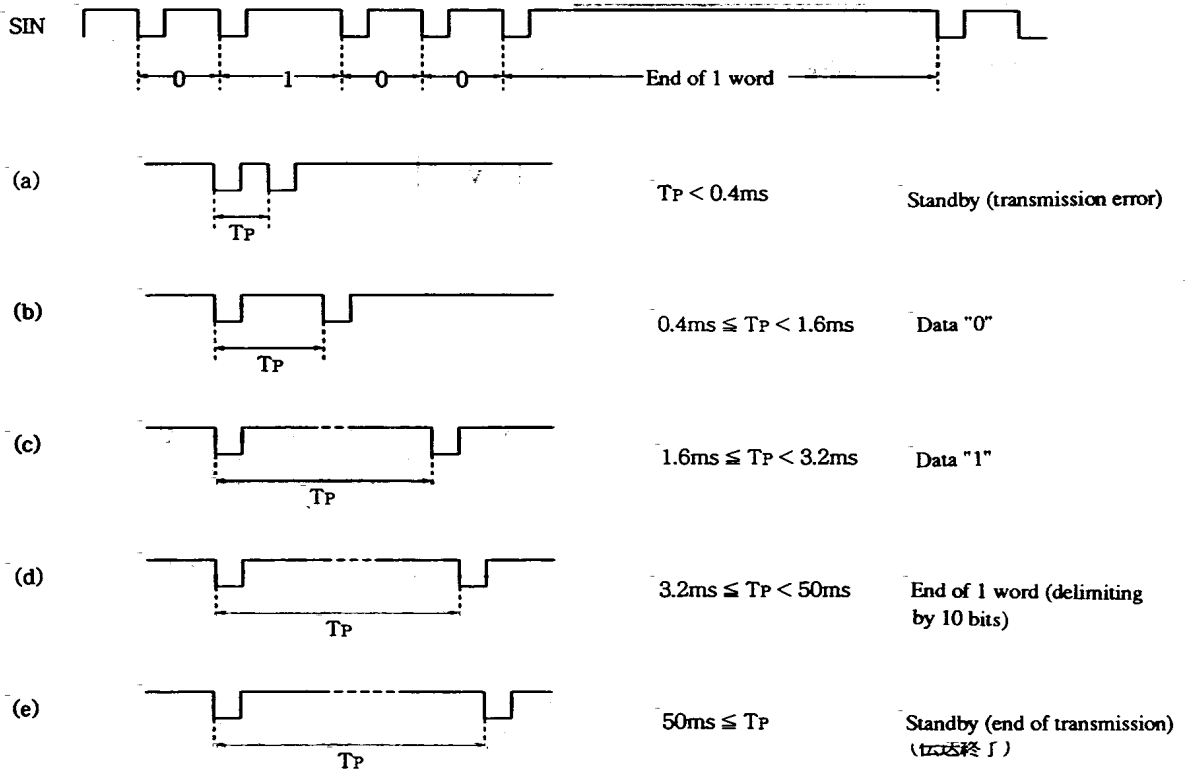 SIN
0 1 0 0 End of 1 word
(a)
TP
TP < 0.4ms
Standby (transmission error)
(b)
TP
0.4ms ≦ TP < 1.6ms
Data "0"
(c)
TP
1.6ms ≦ TP < 3.2ms
Data "1"
(d)
TP
3.2ms ≦ TP < 50ms
End of 1 word (delimiting
by 10 bits)
(e)
TP
50ms ≦ TP
Standby (end of transmission)